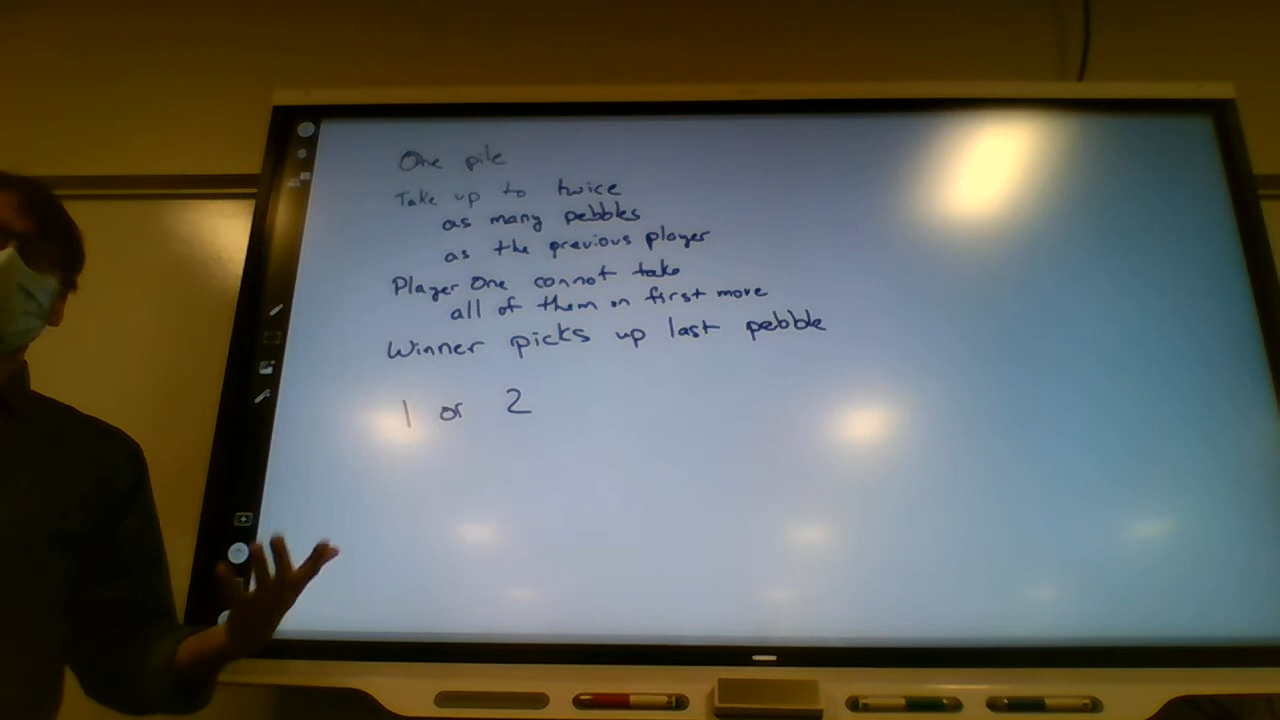 One pile
Take up to twice
as many pebbles
as the previous player
Player One cannot take
all of them on first move
Winner picks up last pebble
1 or 2